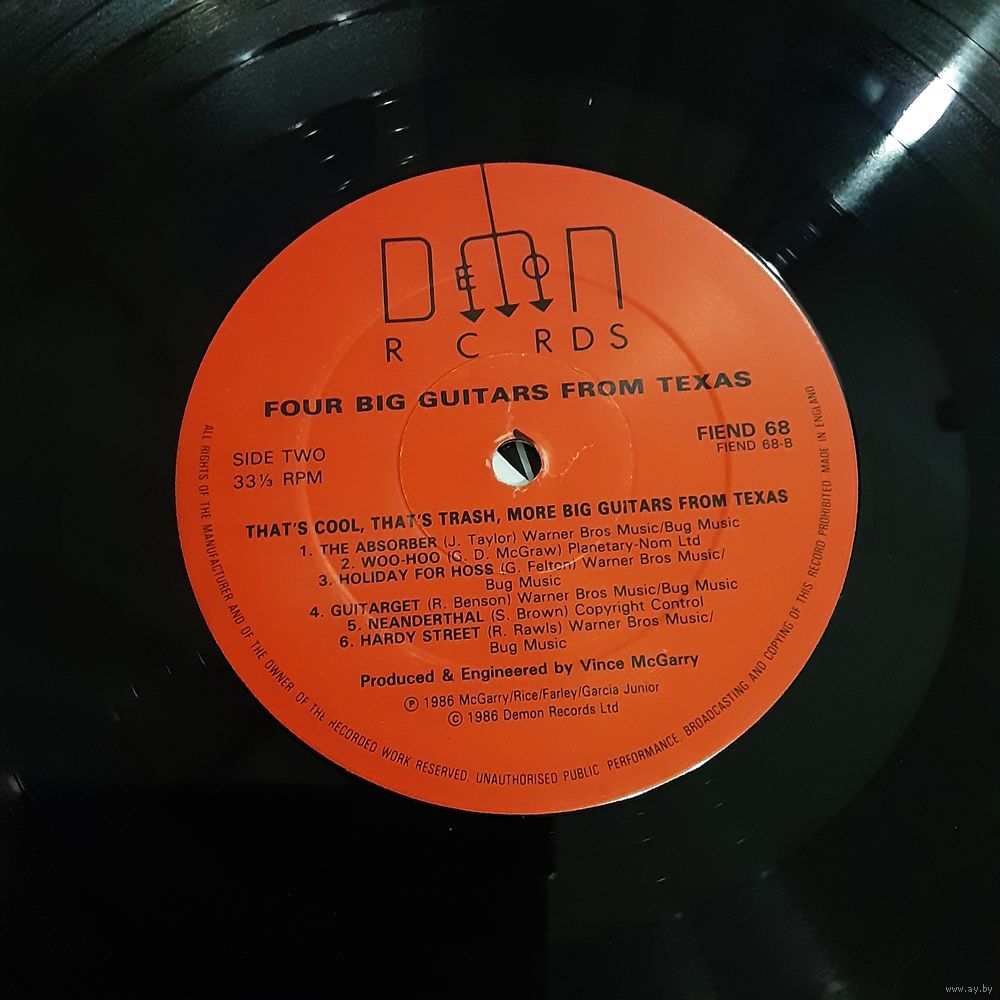 DEMON
R C RDS
FOUR BIG GUITARS FROM TEXAS
SIDE TWO
33⅓ RPM
FIEND 68
FIEND 68-B
THAT'S COOL, THAT'S TRASH, MORE BIG GUITARS FROM TEXAS
1. THE ABSORBER (J. Taylor) Warner Bros Music/Bug Music
2. WOO-HOO (G. D. McGraw) Planetary-Nom Ltd
3. HOLIDAY FOR HOSS (G. Felton) Warner Bros Music/
Bug Music
4. GUITARGET (R. Benson) Warner Bros Music/Bug Music
5. NEANDERTHAL (S. Brown) Copyright Control
6. HARDY STREET (R. Rawls) Warner Bros Music/
Bug Music
Produced & Engineered by Vince McGarry
℗ 1986 McGarry/Rice/Farley/Garcia Junior
© 1986 Demon Records Ltd
ALL RIGHTS OF THE MANUFACTURER AND OF THE OWNER OF THE RECORDED WORK RESERVED. UNAUTHORISED PUBLIC PERFORMANCE, BROADCASTING AND COPYING OF THIS RECORD PROHIBITED. MADE IN ENGLAND
www.ay.by